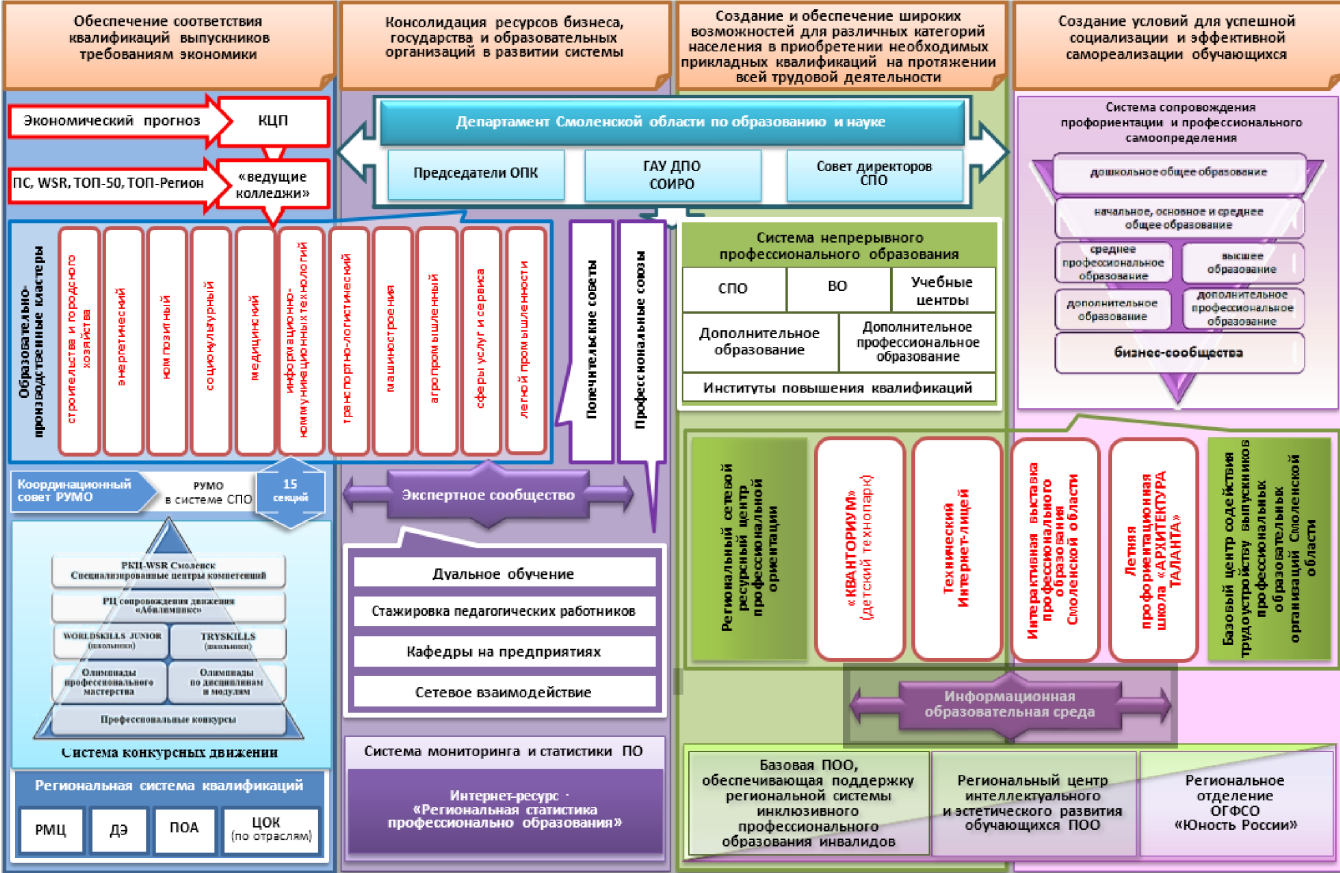 Обеспечение соответствия
квалификаций выпускников
требованиям экономики
Консолидация ресурсов бизнеса,
государства и образовательных
организаций в развитии системы
Создание и обеспечение широких
возможностей для различных категорий
населения в приобретении необходимых
прикладных квалификаций на протяжении
всей трудовой деятельности
Создание условий для успешной
социализации и эффективной
самореализации обучающихся
Экономический прогноз
КЦП
ПС, WSR, ТОП-50, ТОП-Регион
«ведущие
колледжи»
Департамент Смоленской области по образованию и науке
Председатели ОПК
ГАУ ДПО
СОИРО
Совет директоров
СПО
Система сопровождения
профориентации и профессионального
самоопределения
дошкольное общее образование
начальное, основное и среднее
общее образование
среднее
профессиональное
образование
высшее
образование
дополнительное
образование
дополнительное
профессиональное
образование
бизнес-сообщества
Образовательно-
производственные кластеры
строительства и городского
хозяйства
энергетический
композитный
социокультурный
медицинский
информационно-
коммуникационных технологий
транспортно-логистический
машиностроения
агропромышленный
сферы услуг и сервиса
легкой промышленности
Попечительские советы
Профессиональные союзы
Система непрерывного
профессионального образования
СПО
ВО
Учебные
центры
Дополнительное
образование
Дополнительное
профессиональное
образование
Институты повышения квалификаций
Координационный
совет РУМО
РУМО
в системе СПО
15
секций
Экспертное сообщество
РКЦ-WSR Смоленск
Специализированные центры компетенций
РЦ сопровождения движения
«Абилимпикс»
WORLDSKILLS JUNIOR
(школьники)
TRYSKILLS
(школьники)
Олимпиады
профессионального
мастерства
Олимпиады
по дисциплинам
и модулям
Профессиональные конкурсы
Система конкурсных движении
Дуальное обучение
Стажировка педагогических работников
Кафедры на предприятиях
Сетевое взаимодействие
Региональный сетевой
ресурсный центр
профессиональной
ориентации
«КВАНТОРИУМ»
(детский технопарк)
Технический
Интернет-лицей
Интерактивная выставка
профессионального
образования
Смоленской области
Летняя
профориентационная
школа «АРХИТЕКТУРА
ТАЛАНТА»
Базовый центр содействия
трудоустройству выпускников
профессиональных
образовательных
организаций Смоленской
области
Информационная
образовательная среда
Региональная система квалификаций
РМЦ
ДЭ
ПОА
ЦОК
(по отраслям)
Система мониторинга и статистики ПО
Интернет-ресурс -
«Региональная статистика
профессионально образования»
Базовая ПОО,
обеспечивающая поддержку
региональной системы
инклюзивного
профессионального
образования инвалидов
Региональный центр
интеллектуального
и эстетического развития
обучающихся ПОО
Региональное
отделение
ОГФСО
«Юность России»